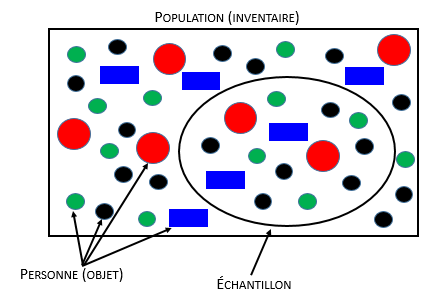 POPULATION (INVENTAIRE)
PERSONNE (OBJET)
ÉCHANTILLON